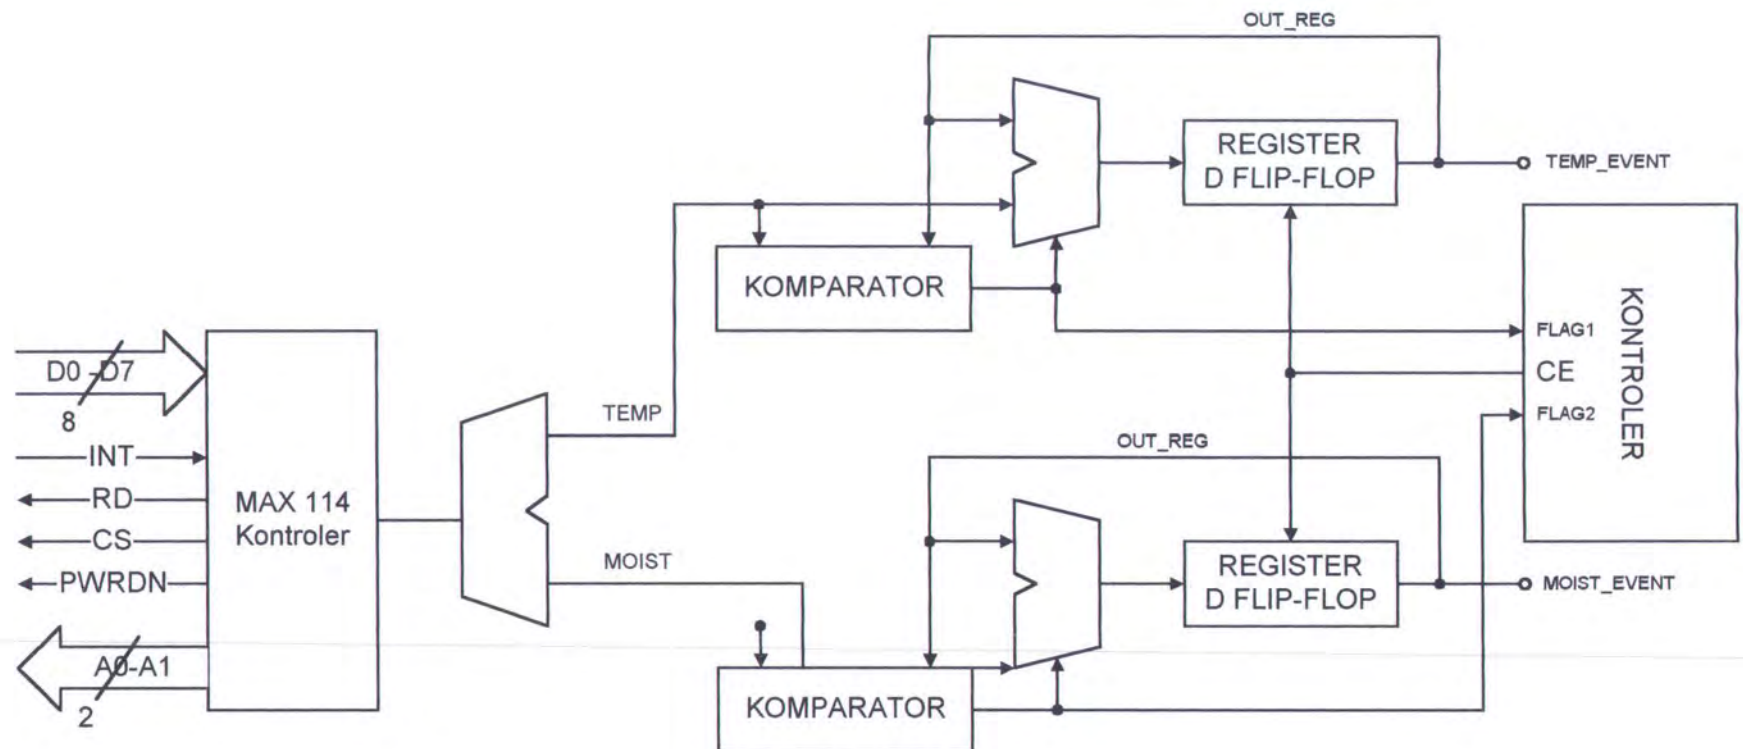 OUT_REG
REGISTER
D FLIP-FLOP
TEMP_EVENT
KOMPARATOR
KONTROLER
FLAG1
CE
FLAG2
D0 -D7
8
INT
RD
CS
PWRDN
A0-A1
2
MAX 114
Kontroler
TEMP
MOIST
OUT_REG
REGISTER
D FLIP-FLOP
MOIST_EVENT
KOMPARATOR